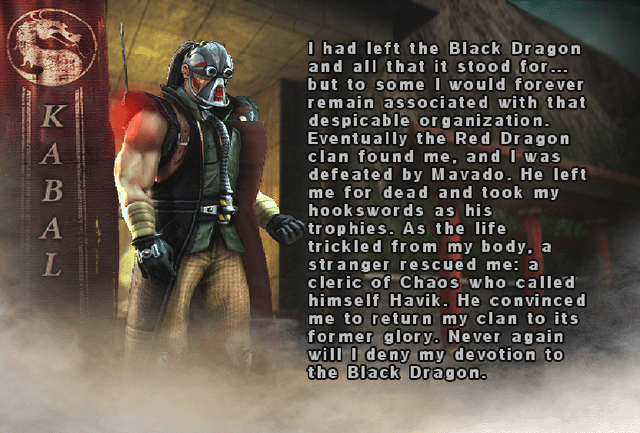 KABAL
I had left the Black Dragon
and all that it stood for...
but to some I would forever
remain associated with that
despicable organization.
Eventually the Red Dragon
clan found me, and I was
defeated by Mavado. He left
me for dead and took my
hookswords as his
trophies. As the life
trickled from my body, a
stranger rescued me: a
cleric of Chaos who called
himself Havik. He convinced
me to return my clan to its
former glory. Never again
will I deny my devotion to
the Black Dragon.